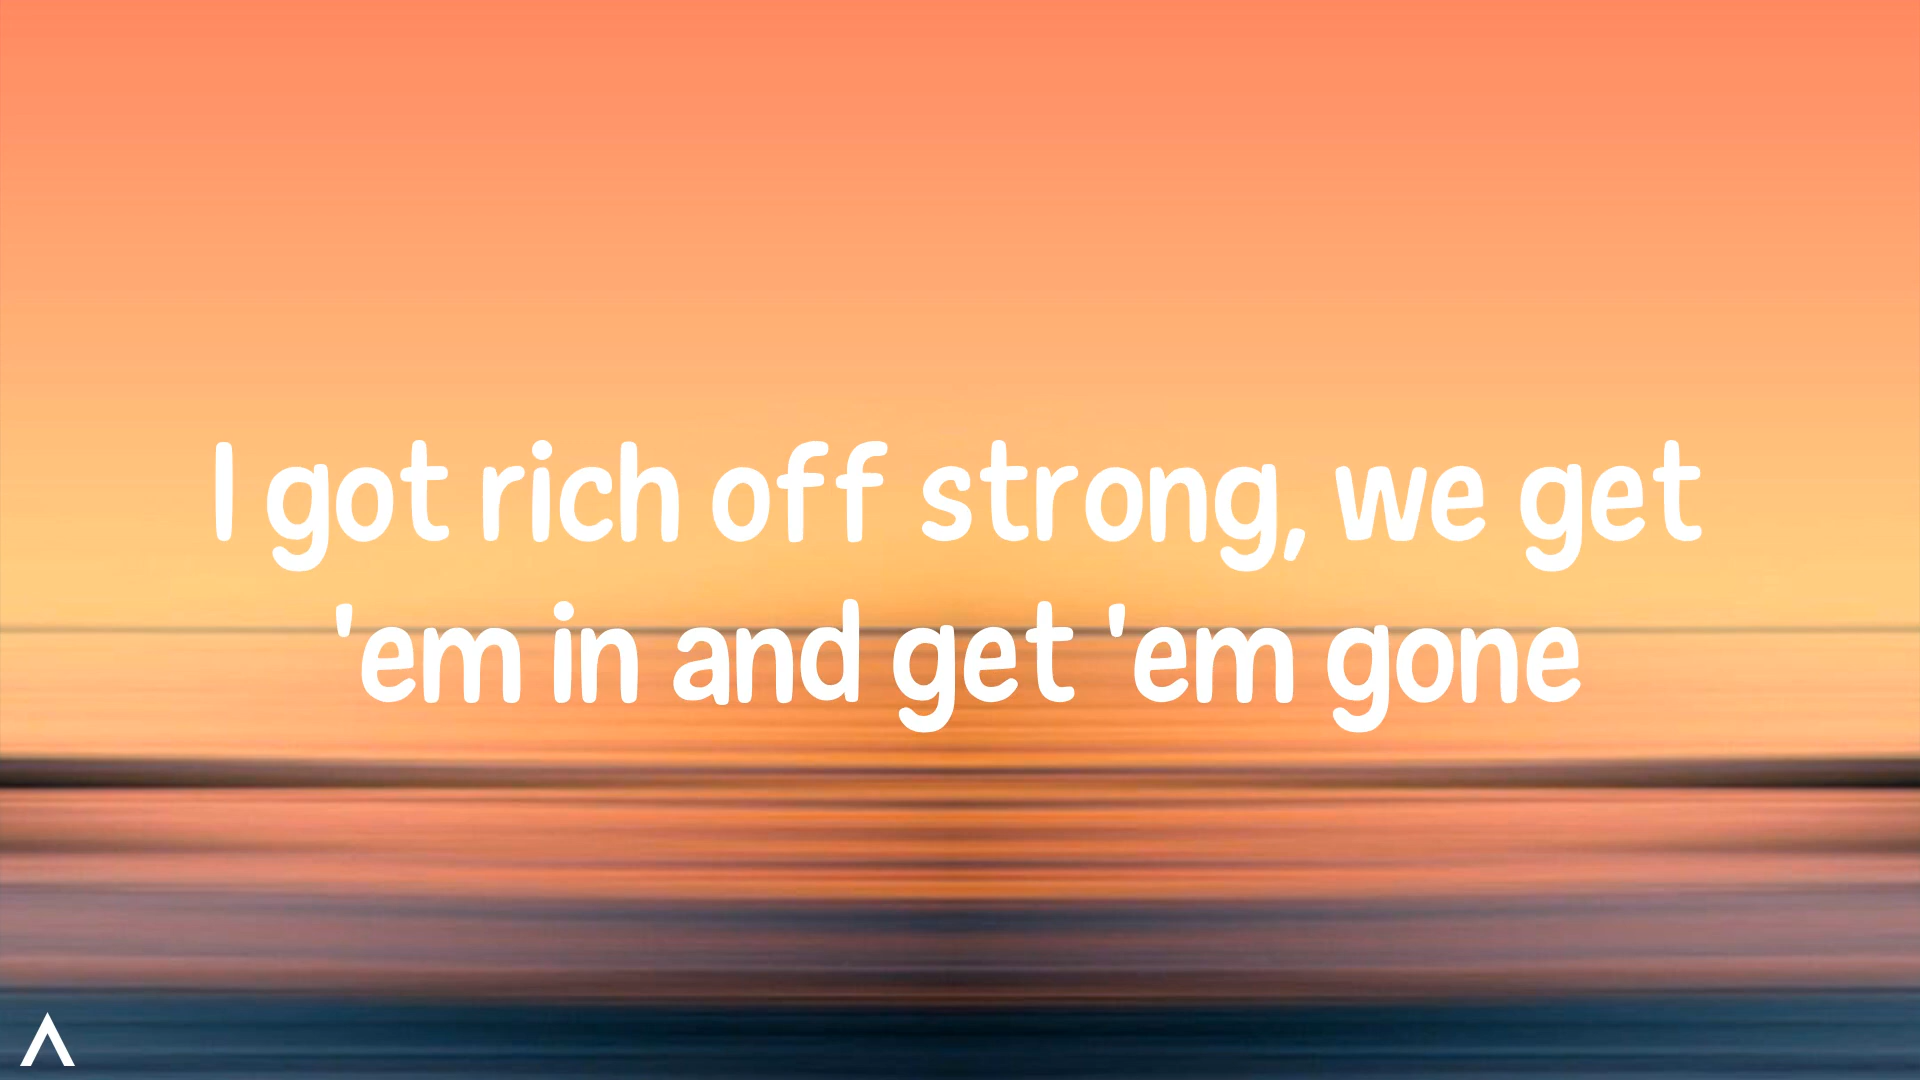 I got rich off strong, we get
'em in and get 'em gone